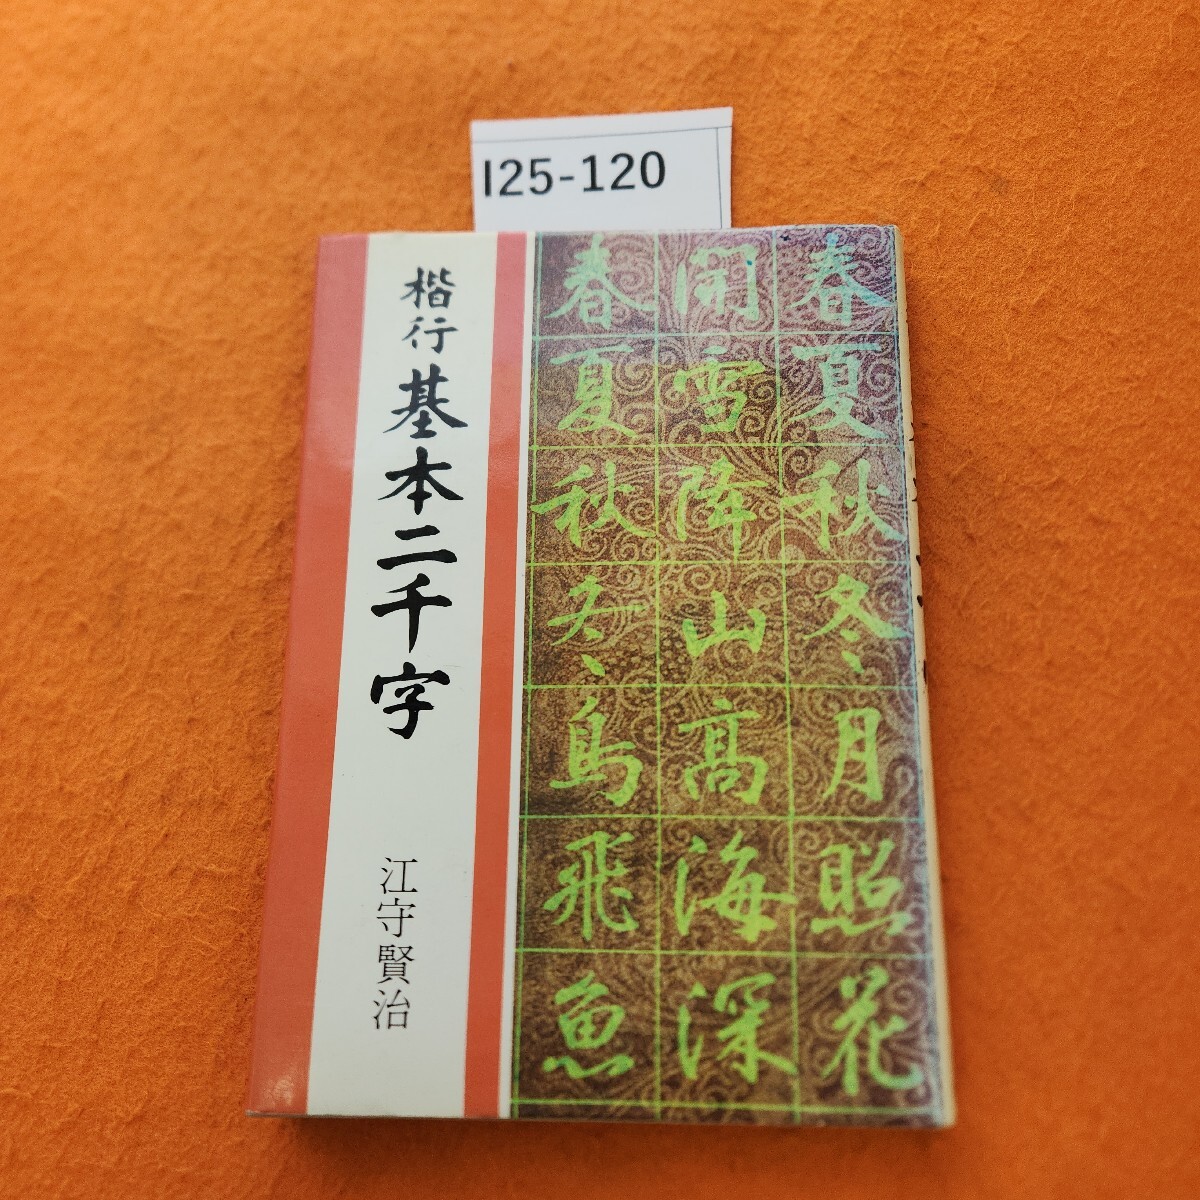 I25-120
楷行 基本二千字
江守賢治
春夏秋冬月照花
開雪降山高海深
春夏秋冬鳥飛魚